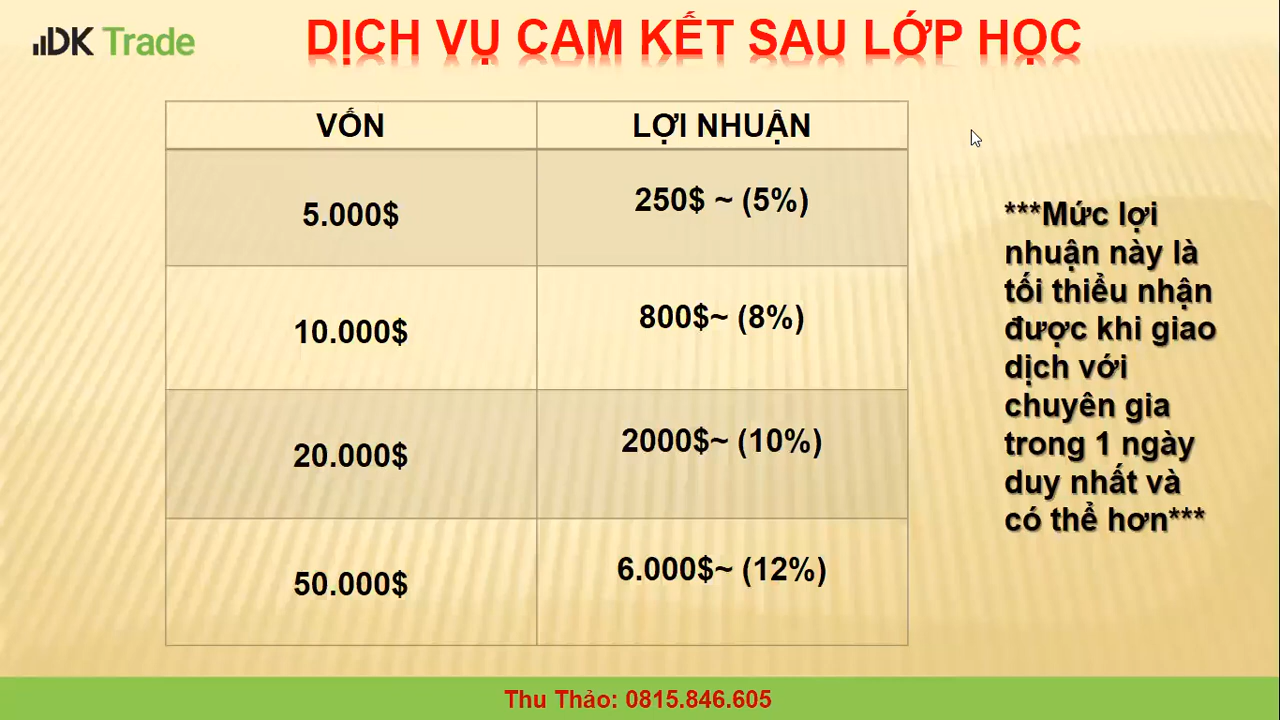 DK Trade
DỊCH VỤ CAM KẾT SAU LỚP HỌC
VỐN
LỢI NHUẬN
5.000$
250$ ~ (5%)
10.000$
800$~ (8%)
20.000$
2000$~ (10%)
50.000$
6.000$~ (12%)
***Mức lợi
nhuận này là
tối thiểu nhận
được khi giao
dịch với
chuyên gia
trong 1 ngày
duy nhất và
có thể hơn***
Thu Thảo: 0815.846.605